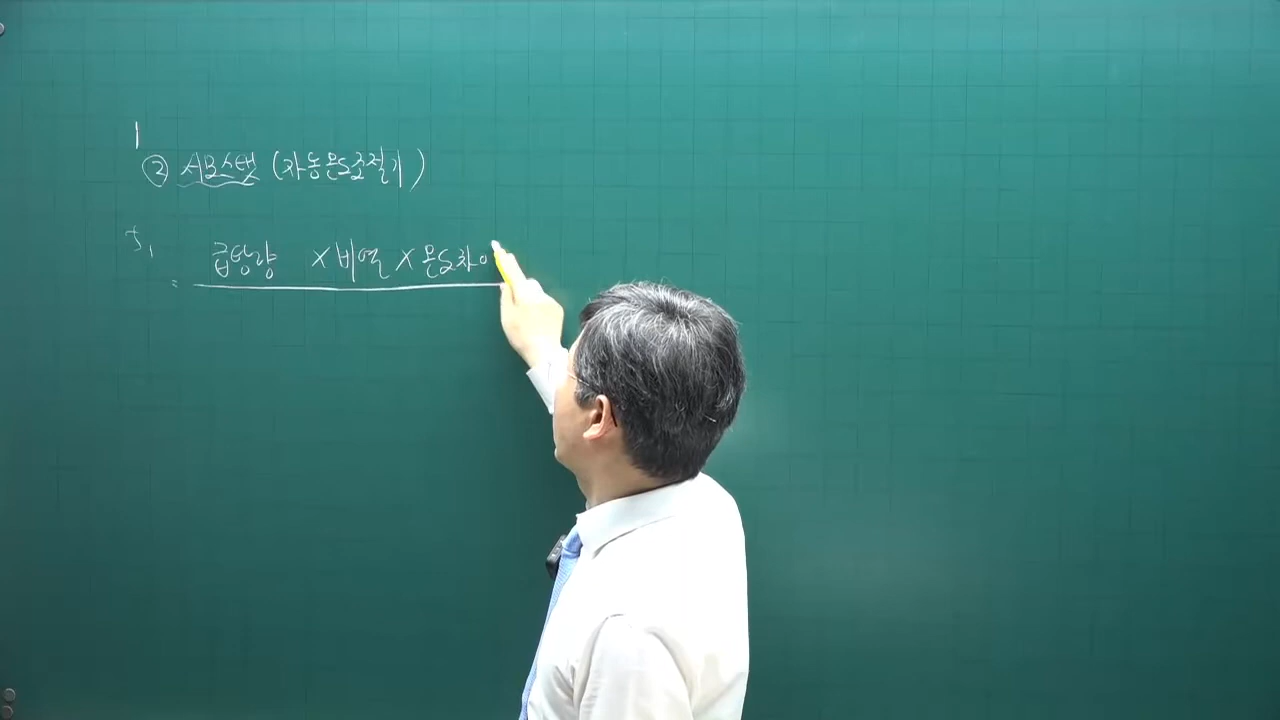 ② 서모스탯 (자동온도조절기)
급탕량 × 비열 × 온도차이
=